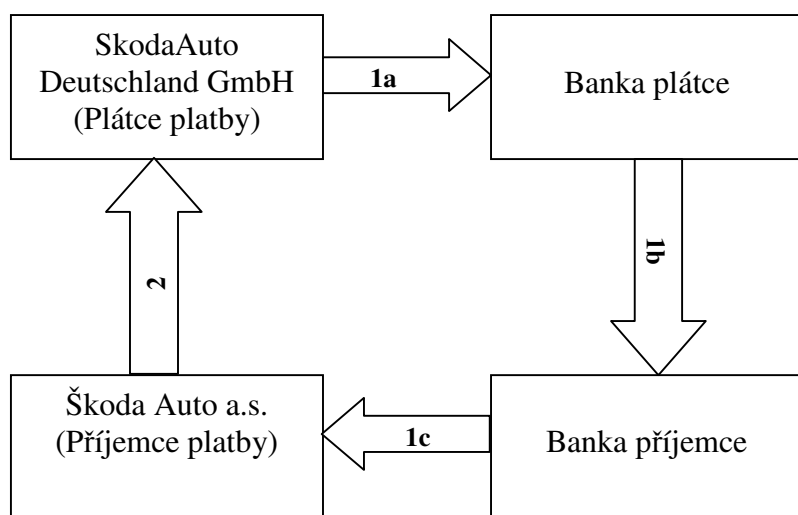 SkodaAuto
Deutschland GmbH
(Plátce platby)
1a
Banka plátce
1b
2
Škoda Auto a.s.
(Příjemce platby)
1c
Banka příjemce